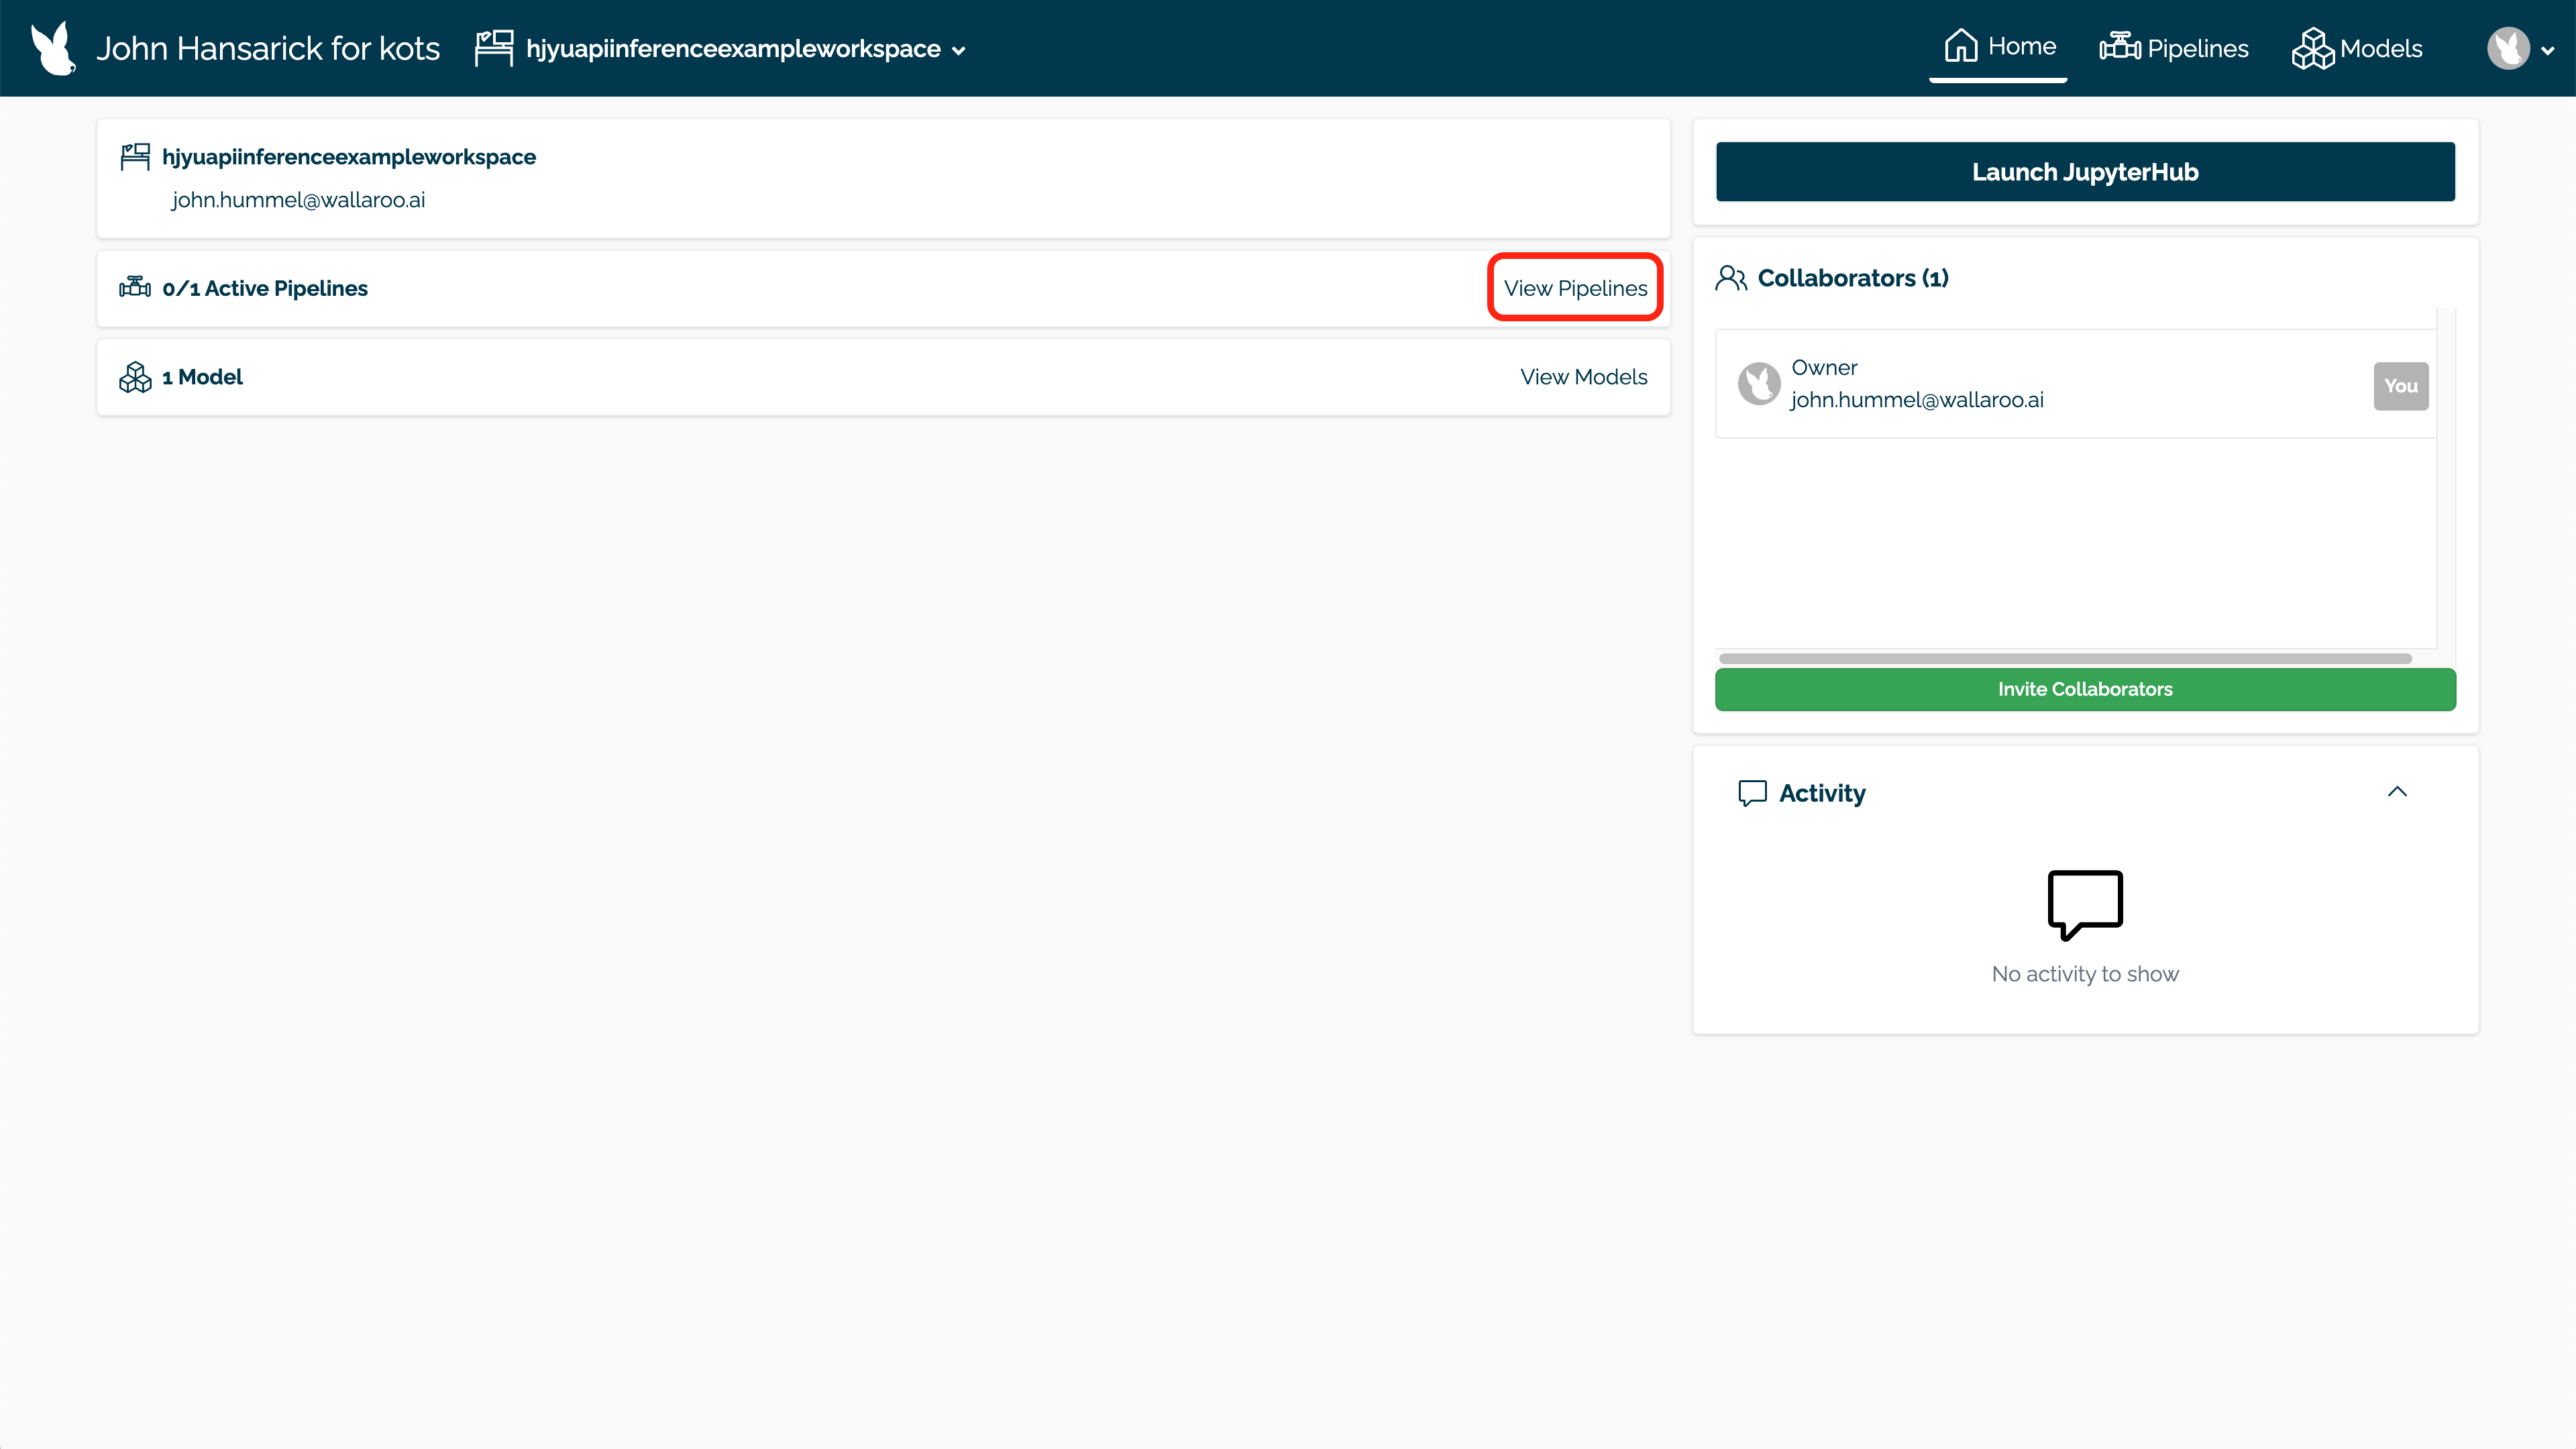 John Hansarick for kots
hjyuapiinferenceexampleworkspace
Home
Pipelines
Models
hjyuapiinferenceexampleworkspace
john.hummel@wallaroo.ai
0/1 Active Pipelines
View Pipelines
1 Model
View Models
Launch JupyterHub
Collaborators (1)
Owner
john.hummel@wallaroo.ai
You
Invite Collaborators
Activity
No activity to show